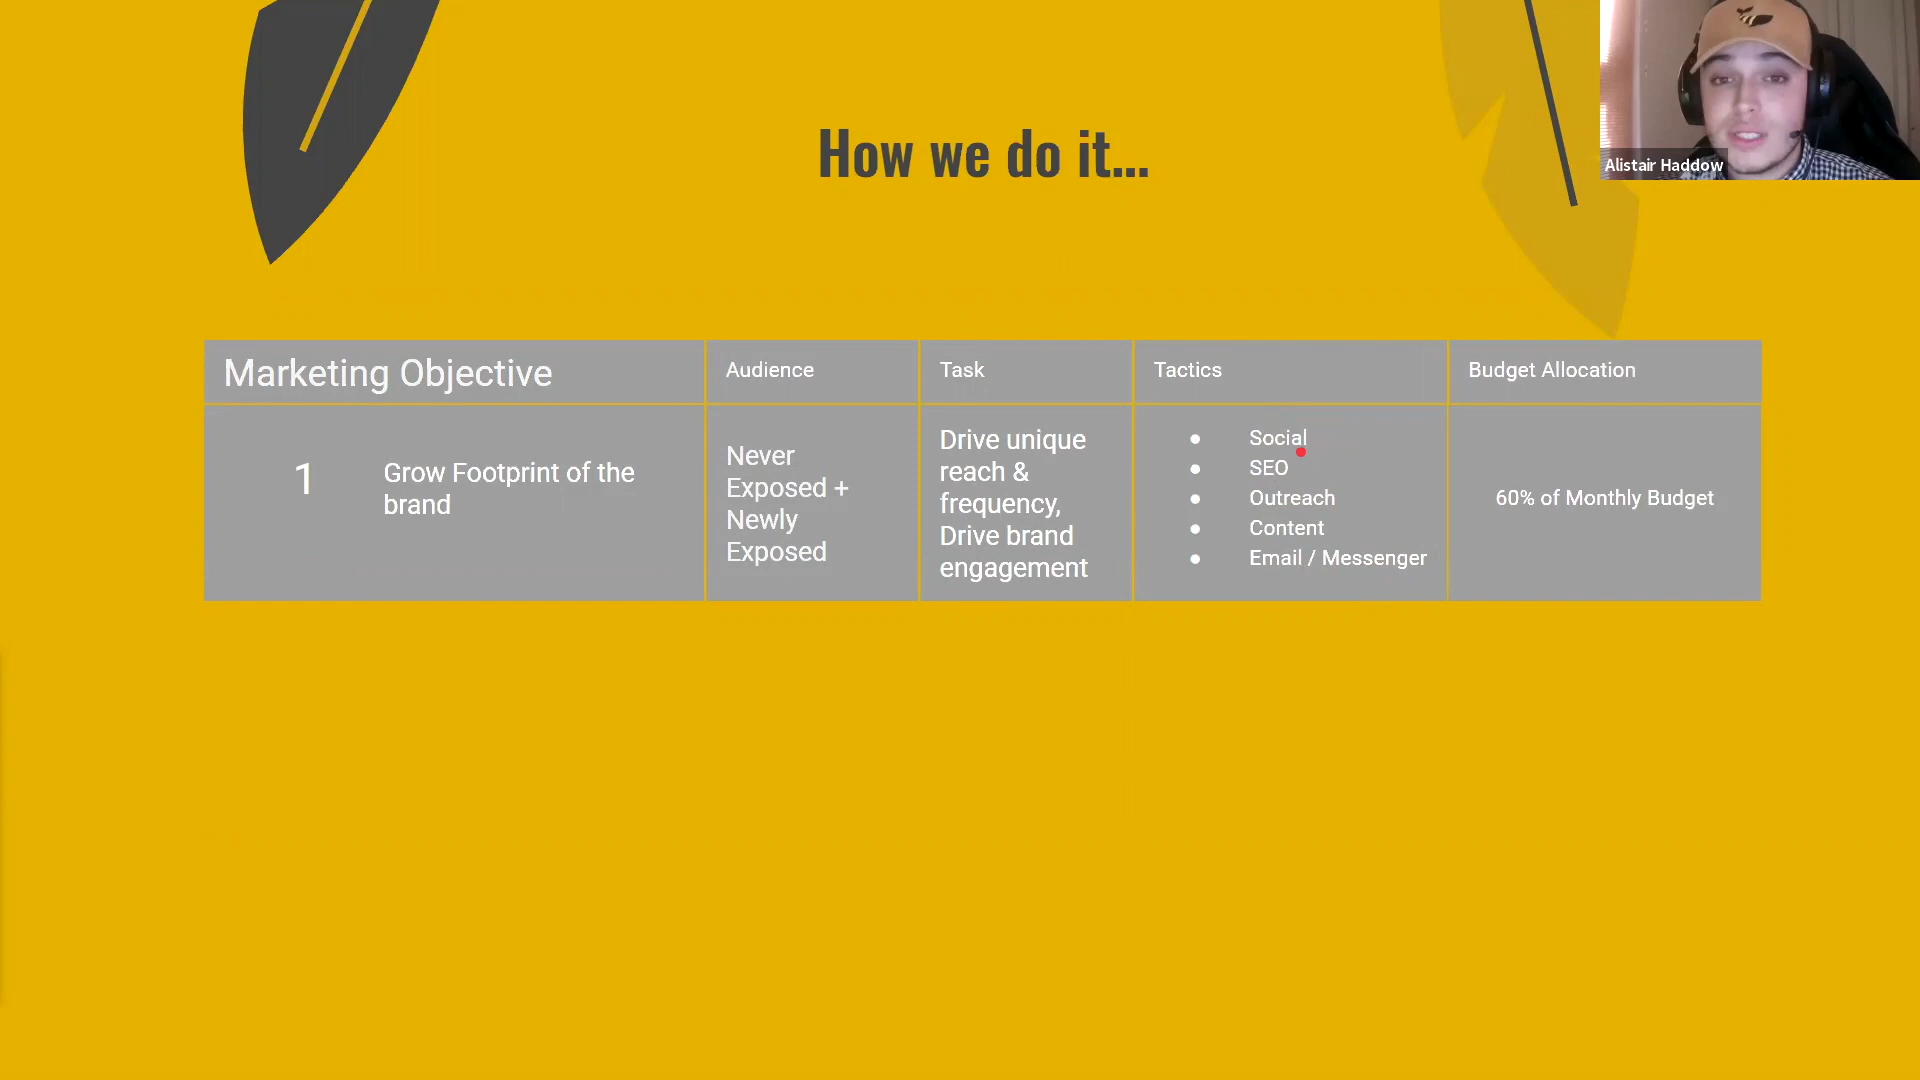 How we do it...
Alistair Haddow
Marketing Objective
Audience
Task
Tactics
Budget Allocation
1
Grow Footprint of the
brand
Never
Exposed +
Newly
Exposed
Drive unique
reach &
frequency,
Drive brand
engagement
● Social
● SEO
● Outreach
● Content
● Email / Messenger
60% of Monthly Budget